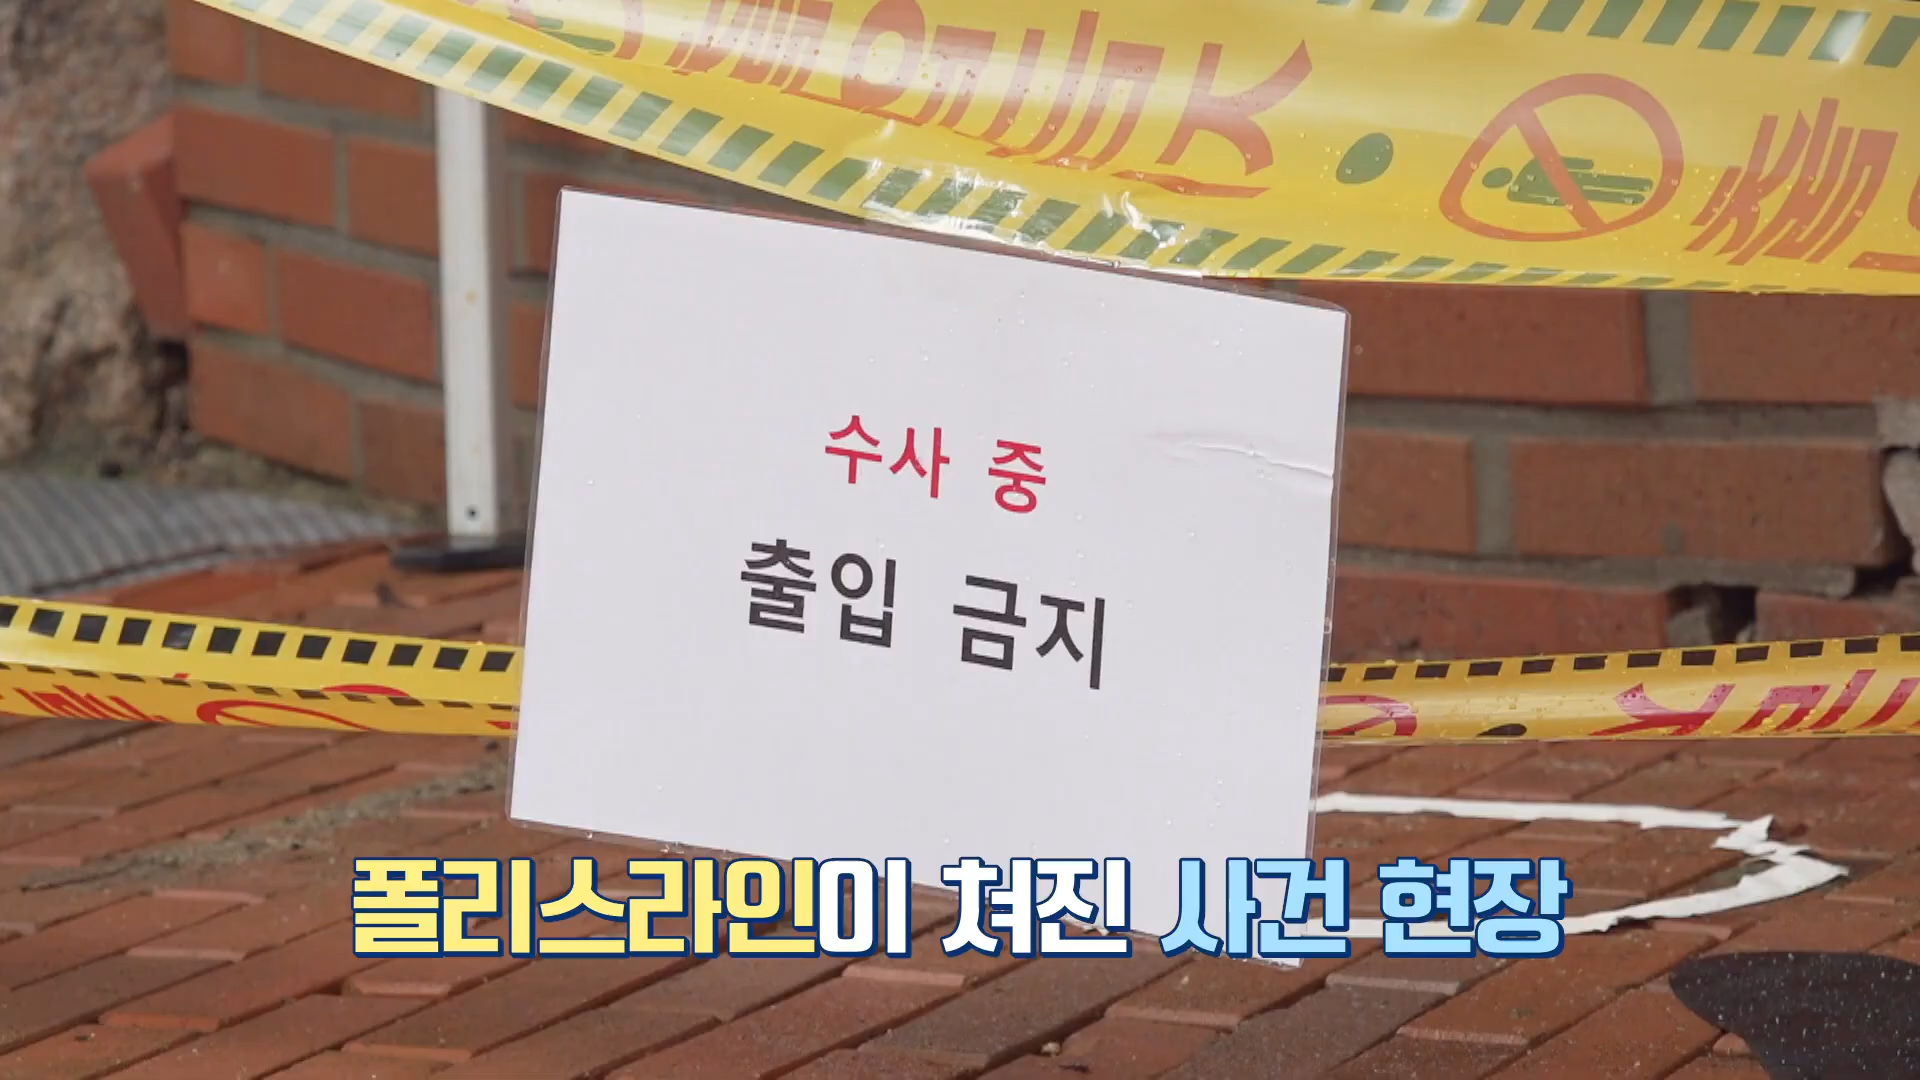 수사 중
출입 금지
폴리스라인이 쳐진 사건 현장